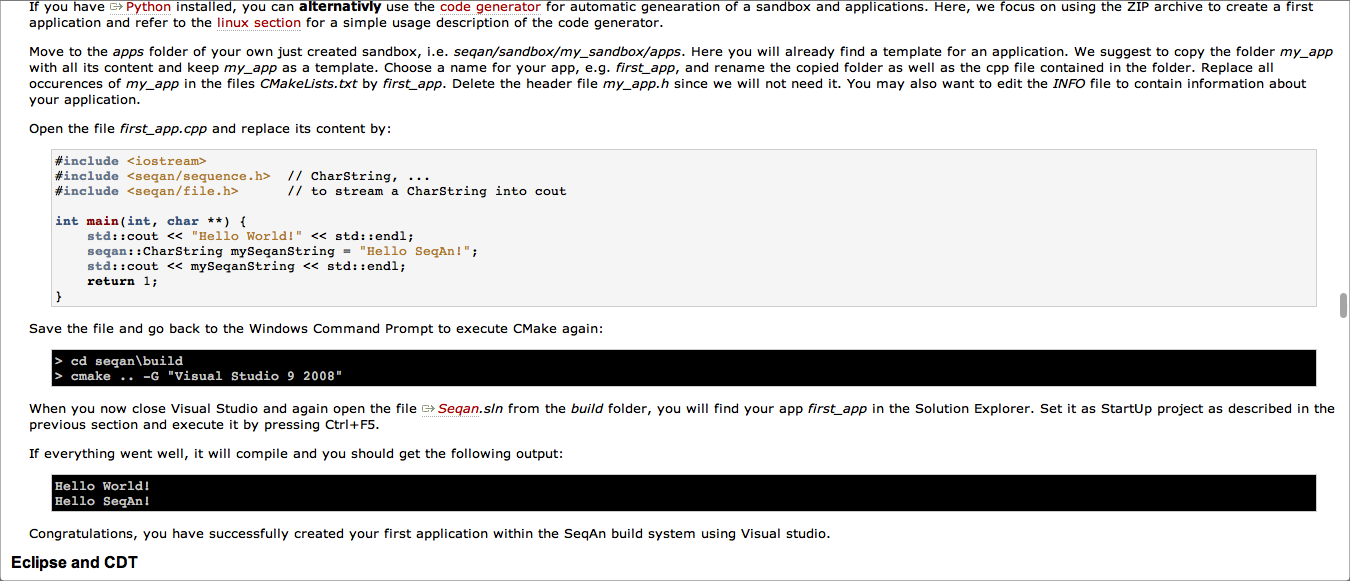 If you have Python installed, you can alternativly use the code generator for automatic genearation of a sandbox and applications. Here, we focus on using the ZIP archive to create a first
application and refer to the linux section for a simple usage description of the code generator.
Move to the apps folder of your own just created sandbox, i.e. seqan/sandbox/my_sandbox/apps. Here you will already find a template for an application. We suggest to copy the folder my_app
with all its content and keep my_app as a template. Choose a name for your app, e.g. first_app, and rename the copied folder as well as the cpp file contained in the folder. Replace all
occurences of my_app in the files CMakeLists.txt by first_app. Delete the header file my_app.h since we will not need it. You may also want to edit the INFO file to contain information about
your application.
Open the file first_app.cpp and replace its content by:
#include <iostream>
#include <seqan/sequence.h>  // CharString, ...
#include <seqan/file.h>      // to stream a CharString into cout
int main(int, char **) {
    std::cout << "Hello World!" << std::endl;
    seqan::CharString mySeqanString = "Hello SeqAn!";
    std::cout << mySeqanString << std::endl;
    return 1;
}
Save the file and go back to the Windows Command Prompt to execute CMake again:
> cd seqan\build
> cmake .. -G "Visual Studio 9 2008"
When you now close Visual Studio and again open the file Seqan.sln from the build folder, you will find your app first_app in the Solution Explorer. Set it as StartUp project as described in the
previous section and execute it by pressing Ctrl+F5.
If everything went well, it will compile and you should get the following output:
Hello World!
Hello SeqAn!
Congratulations, you have successfully created your first application within the SeqAn build system using Visual studio.
Eclipse and CDT